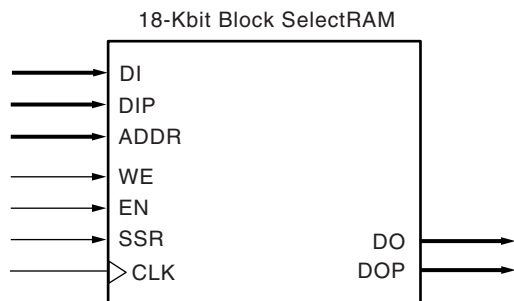 18-Kbit Block SelectRAM
DI
DIP
ADDR
WE
EN
SSR
CLK
DO
DOP